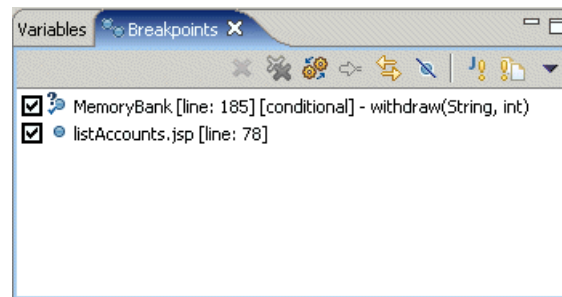 Variables Breakpoints
MemoryBank [line: 185] [conditional] - withdraw(String, int)
listAccounts.jsp [line: 78]